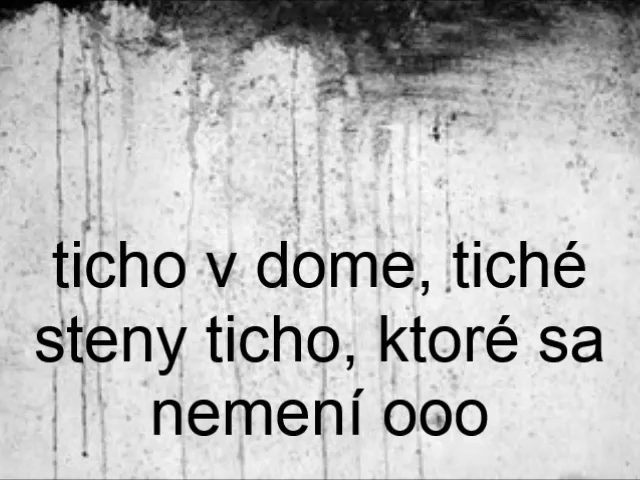 ticho v dome, tiché
steny ticho, ktoré sa
nemení ooo